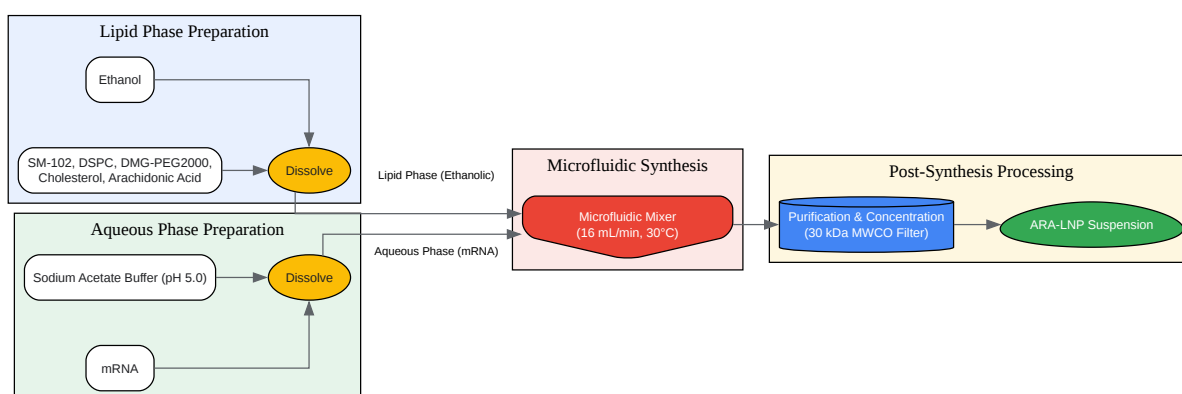 Lipid Phase Preparation
Ethanol
SM-102, DSPC, DMG-PEG2000,
Cholesterol, Arachidonic Acid
Dissolve
Lipid Phase (Ethanolic)
Aqueous Phase Preparation
Sodium Acetate Buffer (pH 5.0)
Dissolve
mRNA
Aqueous Phase (mRNA)
Microfluidic Synthesis
Microfluidic Mixer
(16 mL/min, 30°C)
Post-Synthesis Processing
Purification & Concentration
(30 kDa MWCO Filter)
ARA-LNP Suspension